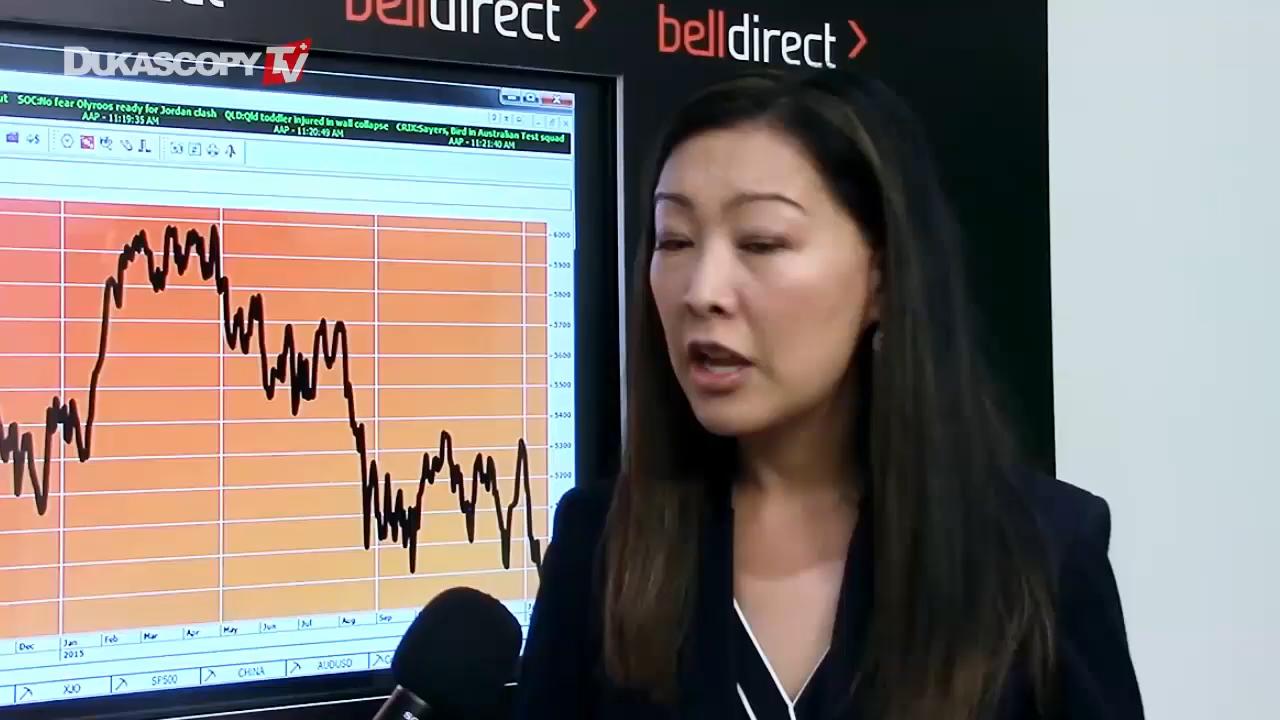 belldirect
belldirect
DUKASCOPY TV
SOC:No fear Olyroos ready for Jordan clash QLD:Qld toddler injured in wall collapse CRIX:Sayers, Bird in Australian Test squad
AAP - 11:19:35 AM AAP - 11:20:49 AM AAP - 11:21:40 AM
6000
5900
5800
5700
5600
5500
5400
5300
5200
Dec Jan Feb Mar Apr May Jun Jul Aug Sep
2015
XJO SP500 CHINA AUDUSD